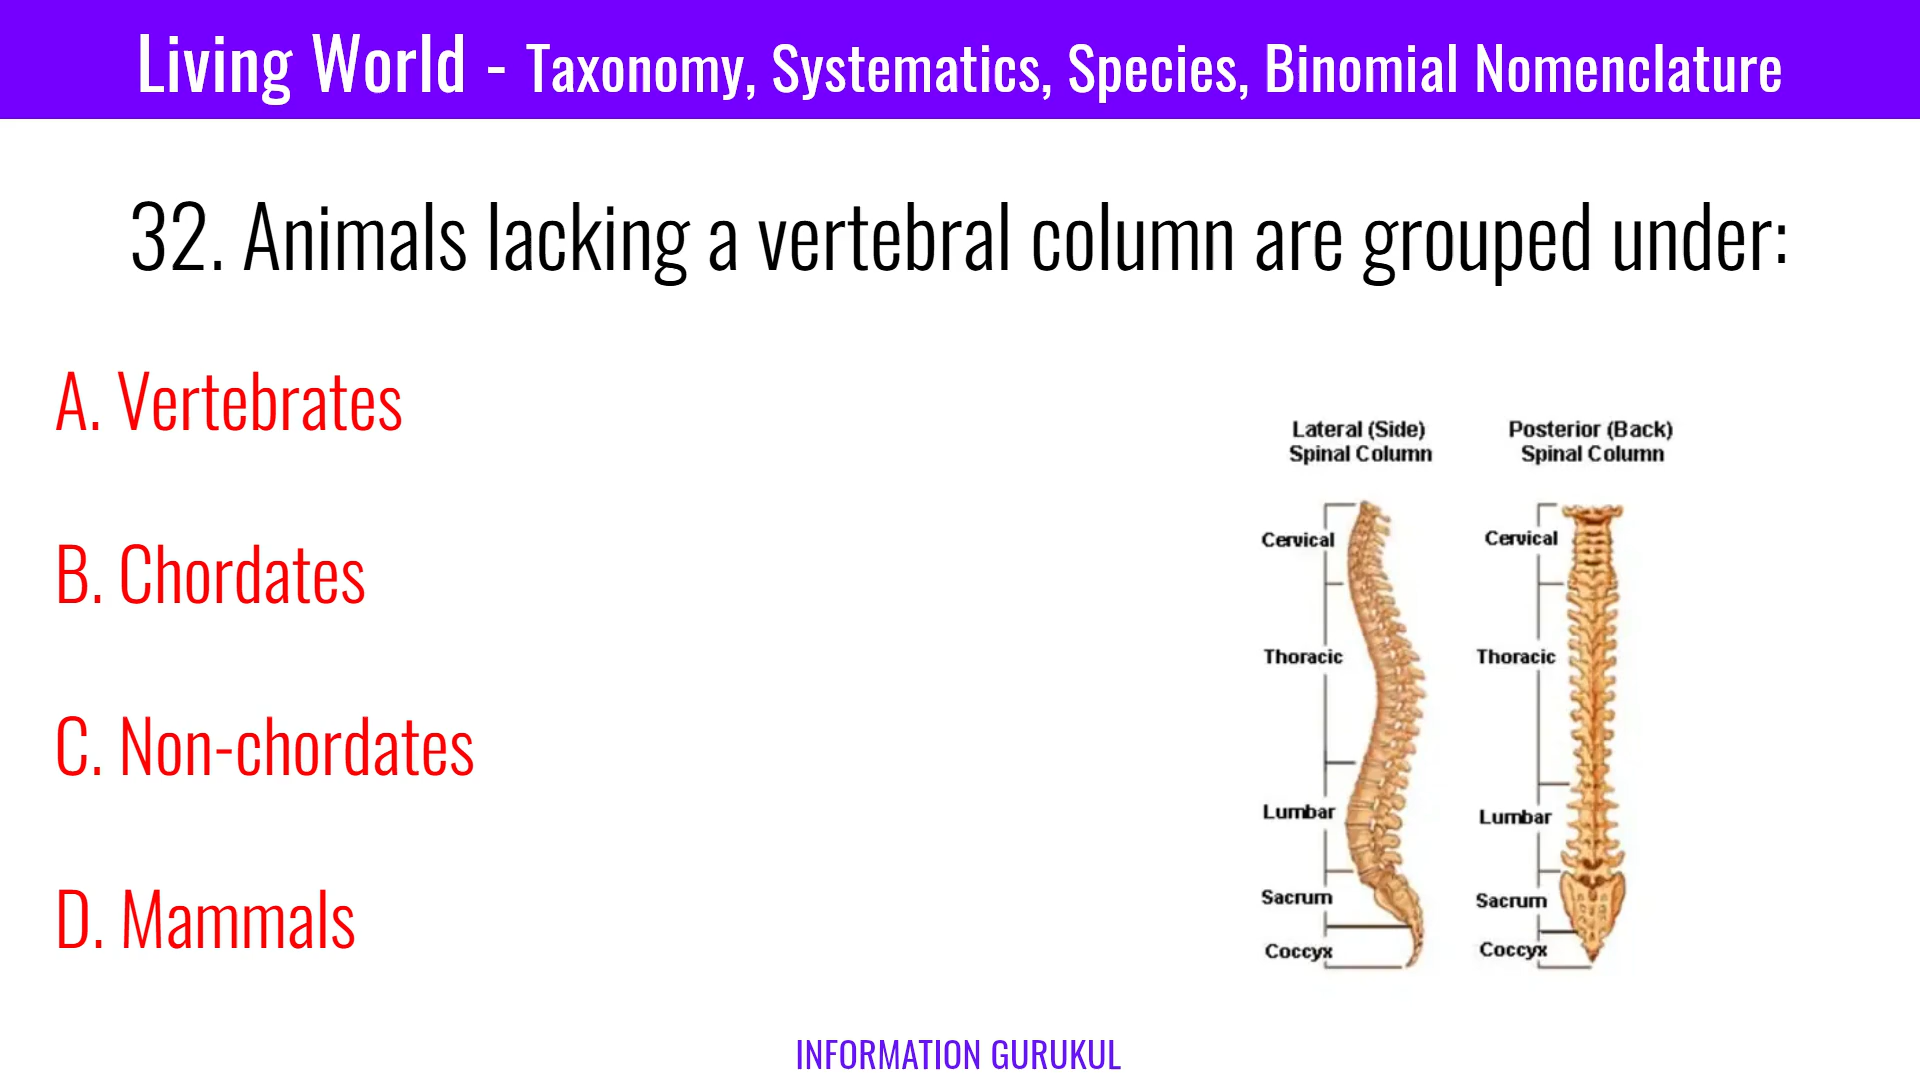 Living World - Taxonomy, Systematics, Species, Binomial Nomenclature
32. Animals lacking a vertebral column are grouped under:
A. Vertebrates
B. Chordates
C. Non-chordates
D. Mammals
Lateral (Side)
Spinal Column
Cervical
Thoracic
Lumbar
Sacrum
Coccyx
Posterior (Back)
Spinal Column
Cervical
Thoracic
Lumbar
Sacrum
Coccyx
INFORMATION GURUKUL